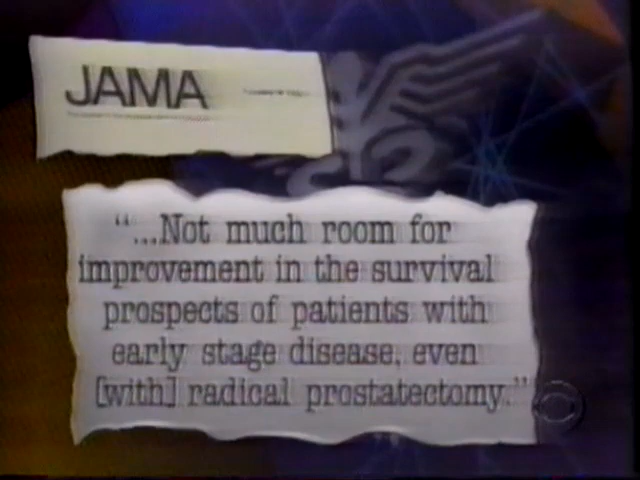 JAMA
“...Not much room for
improvement in the survival
prospects of patients with
early stage disease, even
[with] radical prostatectomy.”